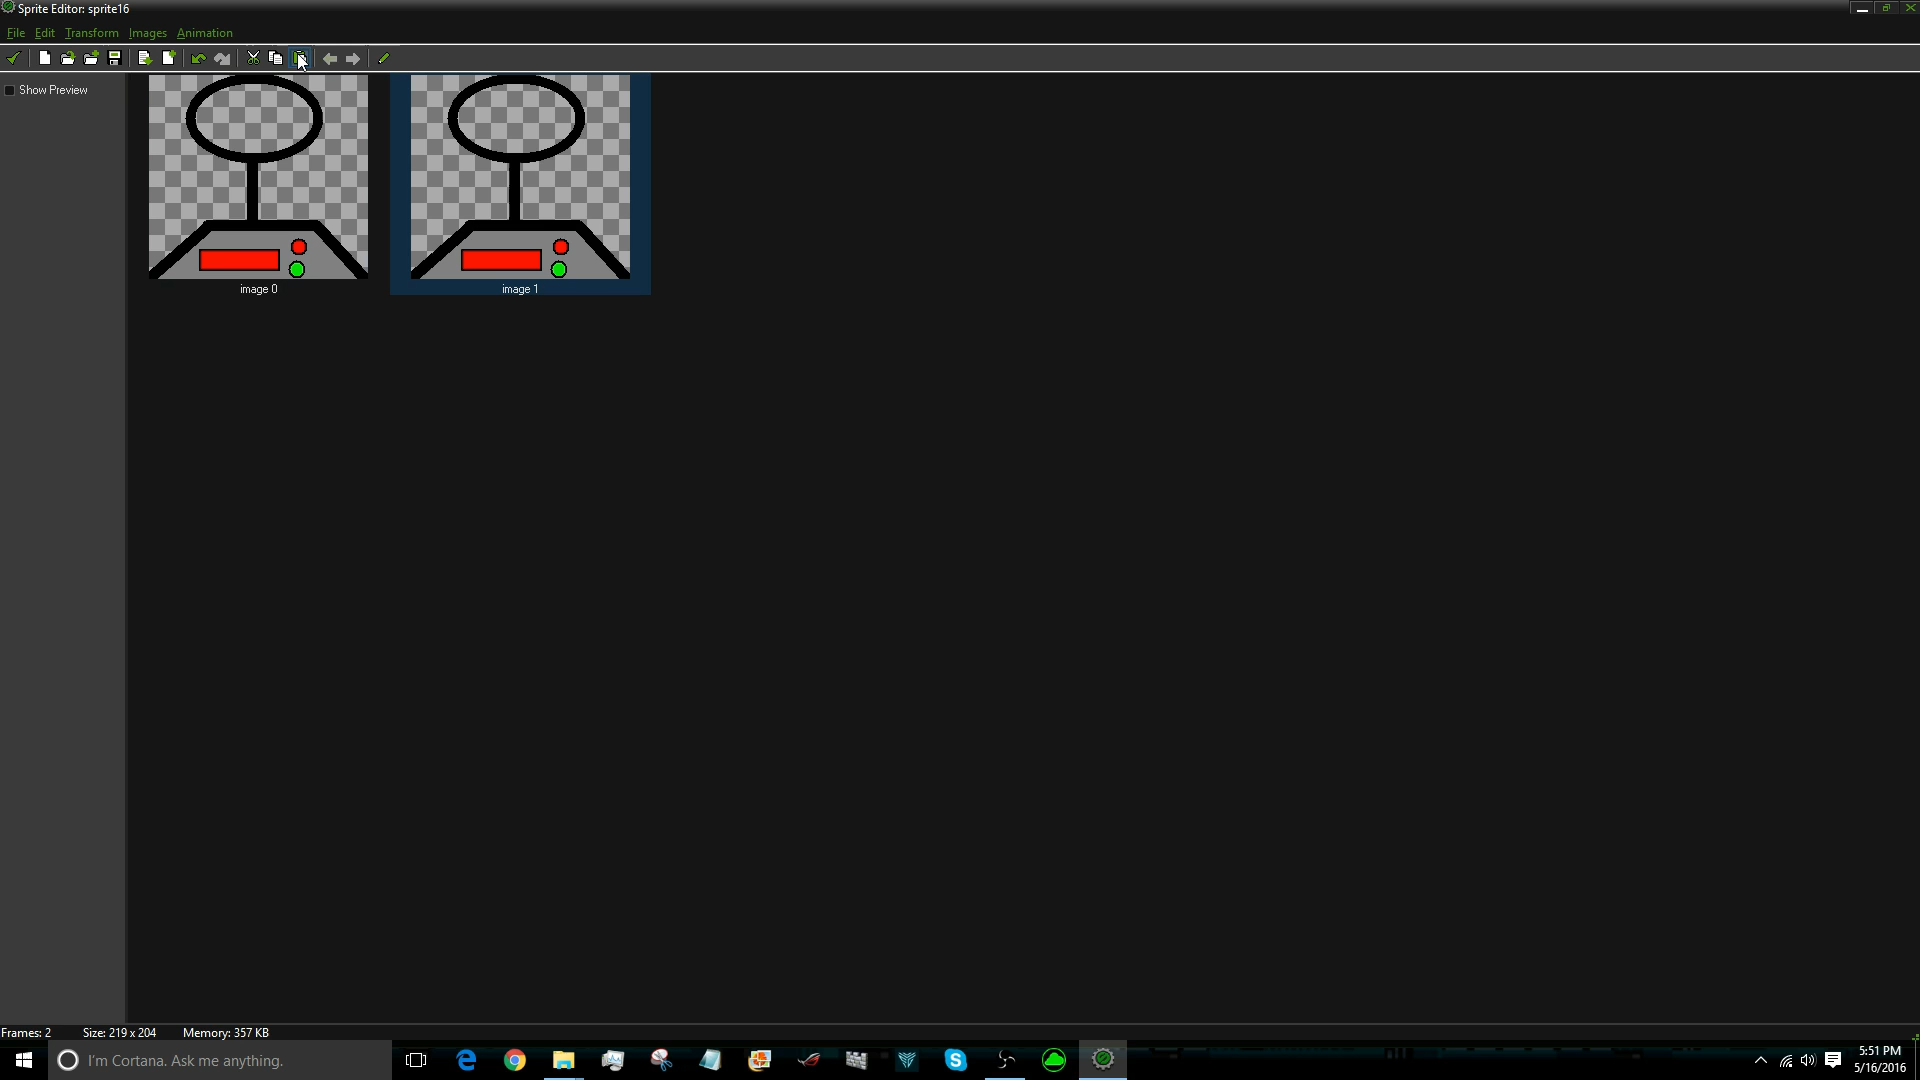 Sprite Editor: sprite16
File Edit Transform Images Animation
Show Preview
image 0
image 1
Frames: 2 Size: 219 x 204 Memory: 357 KB
I'm Cortana. Ask me anything.
5:51 PM
5/16/2016